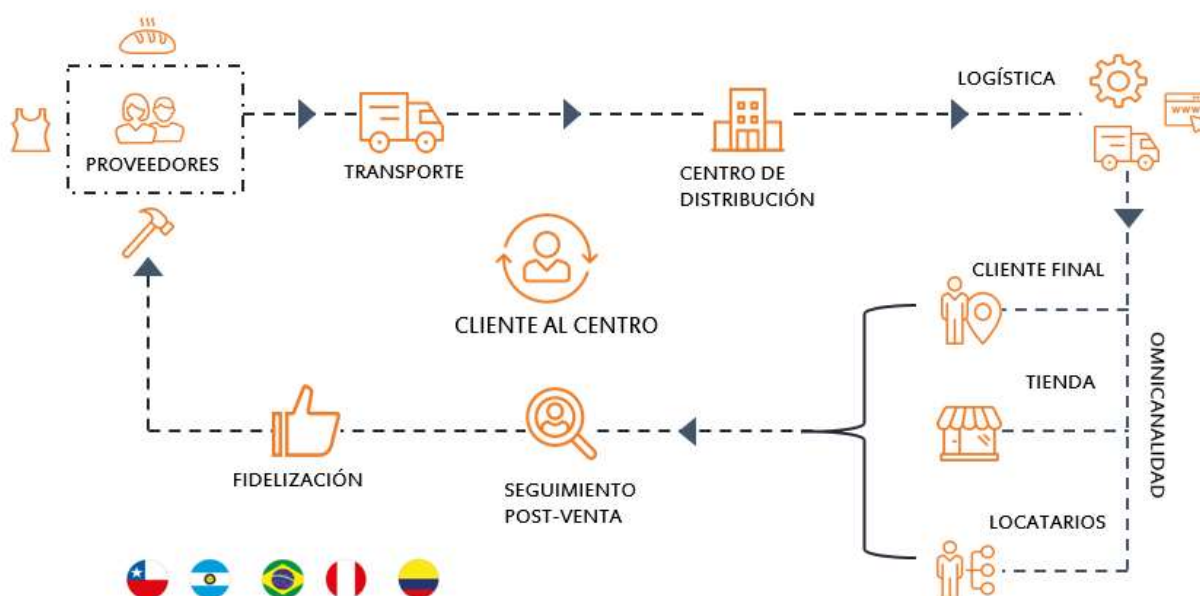 LOGÍSTICA
WWW
PROVEEDORES
TRANSPORTE
CENTRO DE
DISTRIBUCIÓN
CLIENTE FINAL
CLIENTE AL CENTRO
OMNICANALIDAD
TIENDA
FIDELIZACIÓN
SEGUIMIENTO
POST-VENTA
LOCATARIOS